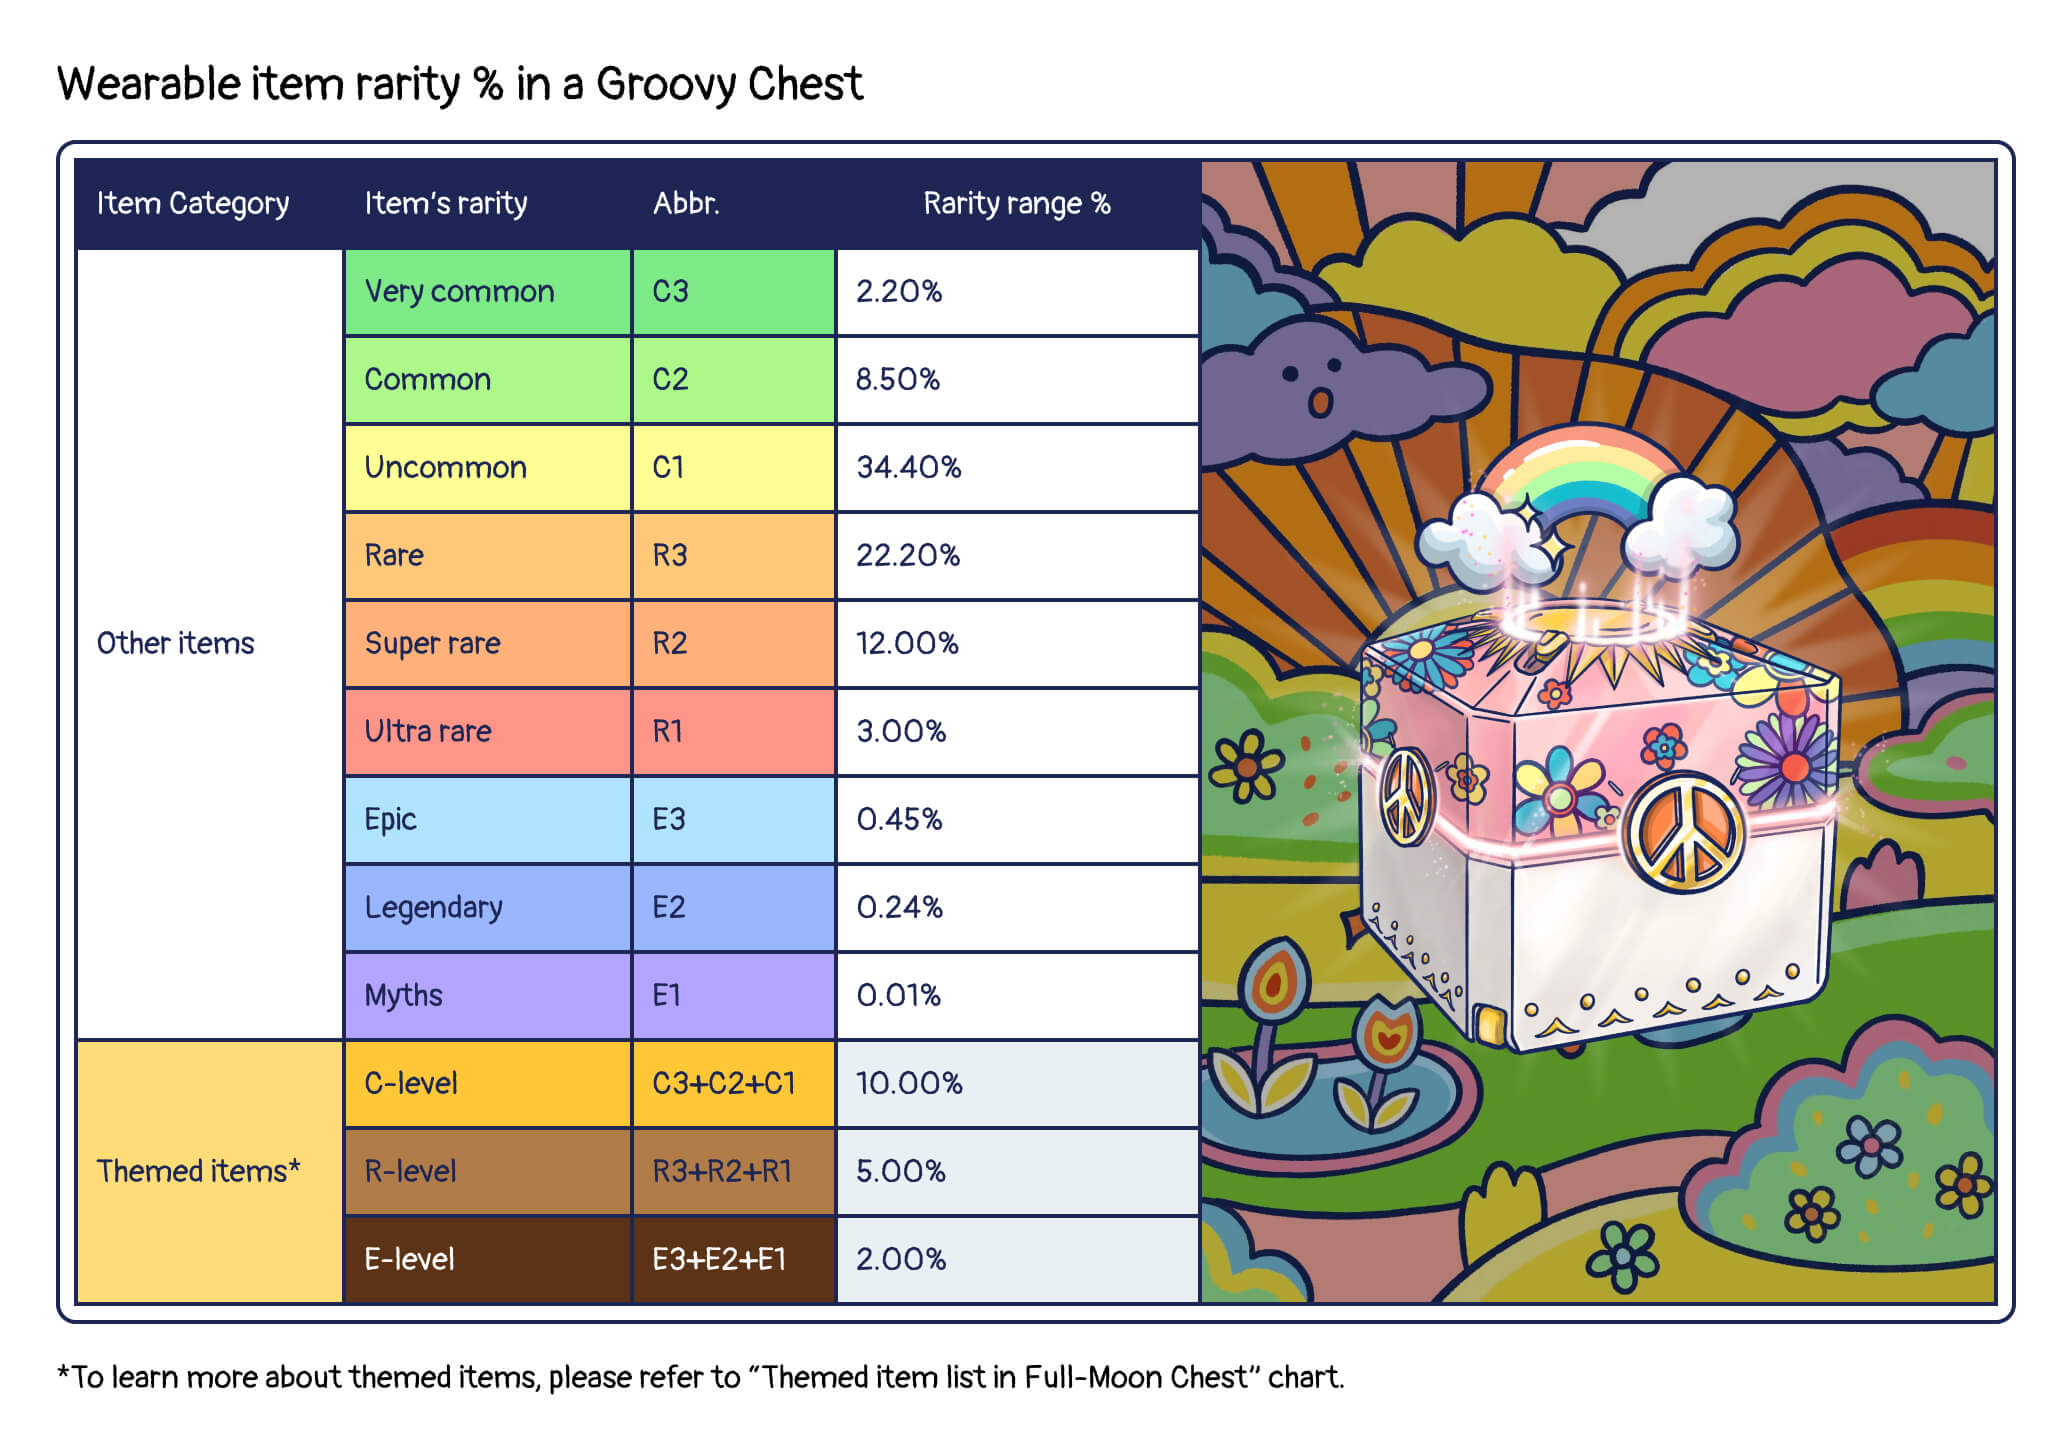 Wearable item rarity % in a Groovy Chest
Item Category Item's rarity Abbr. Rarity range %
Very common C3 2.20%
Common C2 8.50%
Uncommon C1 34.40%
Rare R3 22.20%
Other items Super rare R2 12.00%
Ultra rare R1 3.00%
Epic E3 0.45%
Legendary E2 0.24%
Myths E1 0.01%
C-level C3+C2+C1 10.00%
Themed items* R-level R3+R2+R1 5.00%
E-level E3+E2+E1 2.00%
*To learn more about themed items, please refer to "Themed item list in Full-Moon Chest" chart.